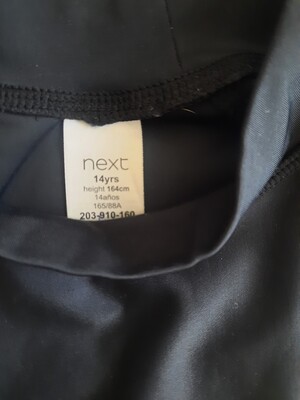 next
14yrs
height 164cm
14años
165/88A
203-910-160